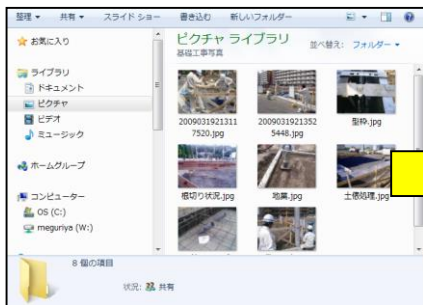 整理 ▼ 共有 ▼ スライド ショー 書き込む 新しいフォルダー
お気に入り
ライブラリ
ドキュメント
ピクチャ
ビデオ
ミュージック
ホームグループ
コンピューター
OS (C:)
meguriya (W:)
ピクチャ ライブラリ
基礎工事写真
並べ替え: フォルダー ▼
20090319213117520.jpg
20090319213525448.jpg
型枠.jpg
根切り状況.jpg
地業.jpg
土俵処理.jpg
8 個の項目
状況: 共有